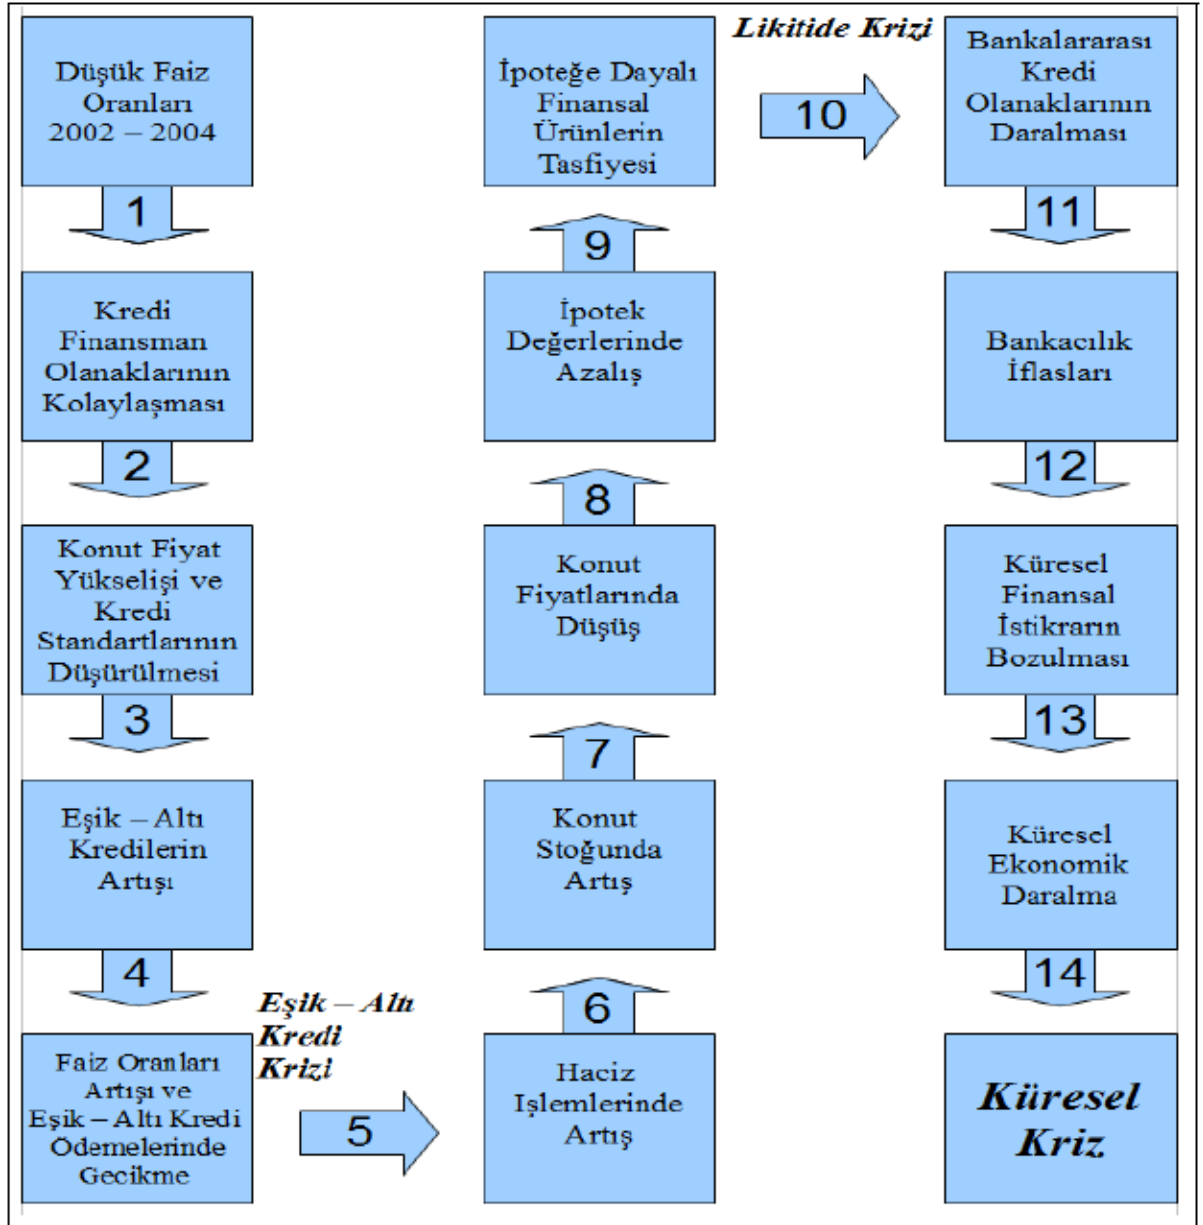 Düşük Faiz
Oranları
2002 – 2004
1
Kredi
Finansman
Olanaklarının
Kolaylaşması
2
Konut Fiyat
Yükselişi ve
Kredi
Standartlarının
Düşürülmesi
3
Eşik – Altı
Kredilerin
Artışı
4
Faiz Oranları
Artışı ve
Eşik – Altı Kredi
Ödemelerinde
Gecikme
Eşik – Altı
Kredi
Krizi
5
Haciz
Işlemlerinde
Artış
6
Konut
Stoğunda
Artış
7
Konut
Fiyatlarında
Düşüş
8
İpotek
Değerlerinde
Azalış
9
İpoteğe Dayalı
Finansal
Ürünlerin
Tasfiyesi
Likitide Krizi
10
Bankalararası
Kredi
Olanaklarının
Daralması
11
Bankacılık
İflasları
12
Küresel
Finansal
İstikrarın
Bozulması
13
Küresel
Ekonomik
Daralma
14
Küresel
Kriz